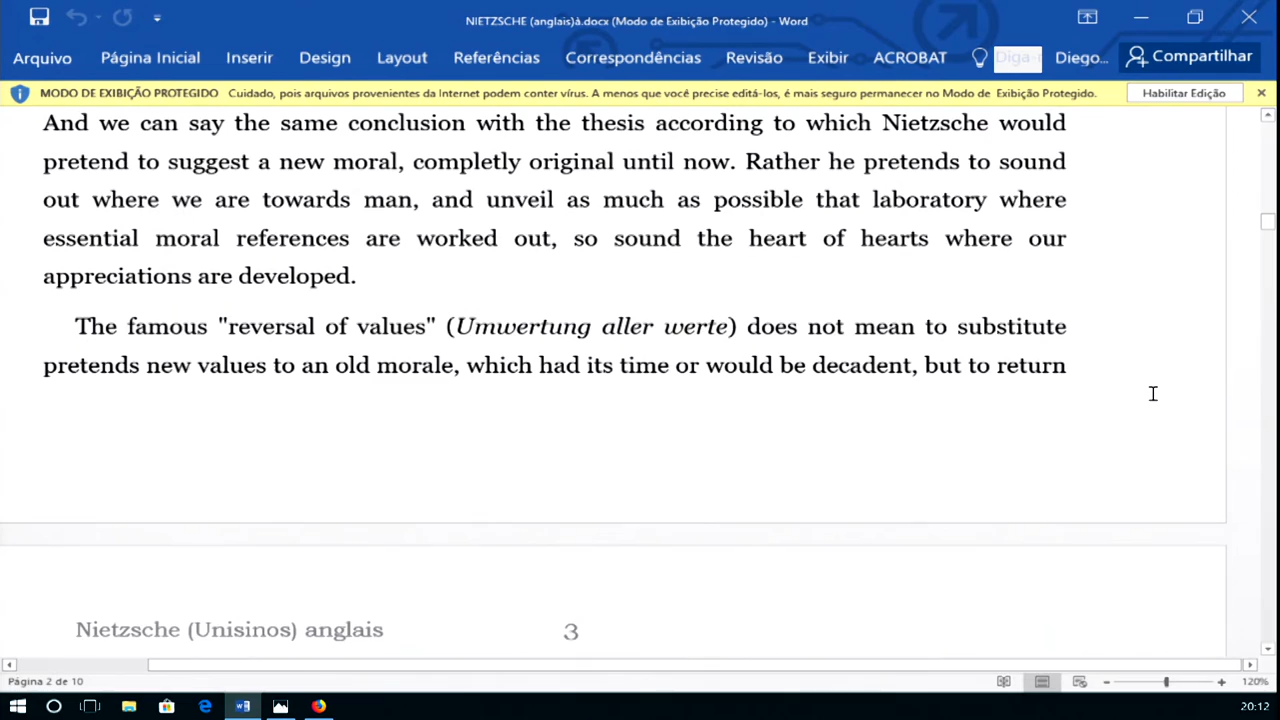 NIETZSCHE (anglais)à.docx (Modo de Exibição Protegido) - Word
Arquivo Página Inicial Inserir Design Layout Referências Correspondências Revisão Exibir ACROBAT Diga Diego... Compartilhar
MODO DE EXIBIÇÃO PROTEGIDO Cuidado, pois arquivos provenientes da Internet podem conter vírus. A menos que você precise editá-los, é mais seguro permanecer no Modo de Exibição Protegido. Habilitar Edição
And we can say the same conclusion with the thesis according to which Nietzsche would
pretend to suggest a new moral, completly original until now. Rather he pretends to sound
out where we are towards man, and unveil as much as possible that laboratory where
essential moral references are worked out, so sound the heart of hearts where our
appreciations are developed.
The famous "reversal of values" (Umwertung aller werte) does not mean to substitute
pretends new values to an old morale, which had its time or would be decadent, but to return
Nietzsche (Unisinos) anglais 3
Página 2 de 10 120%
20:12